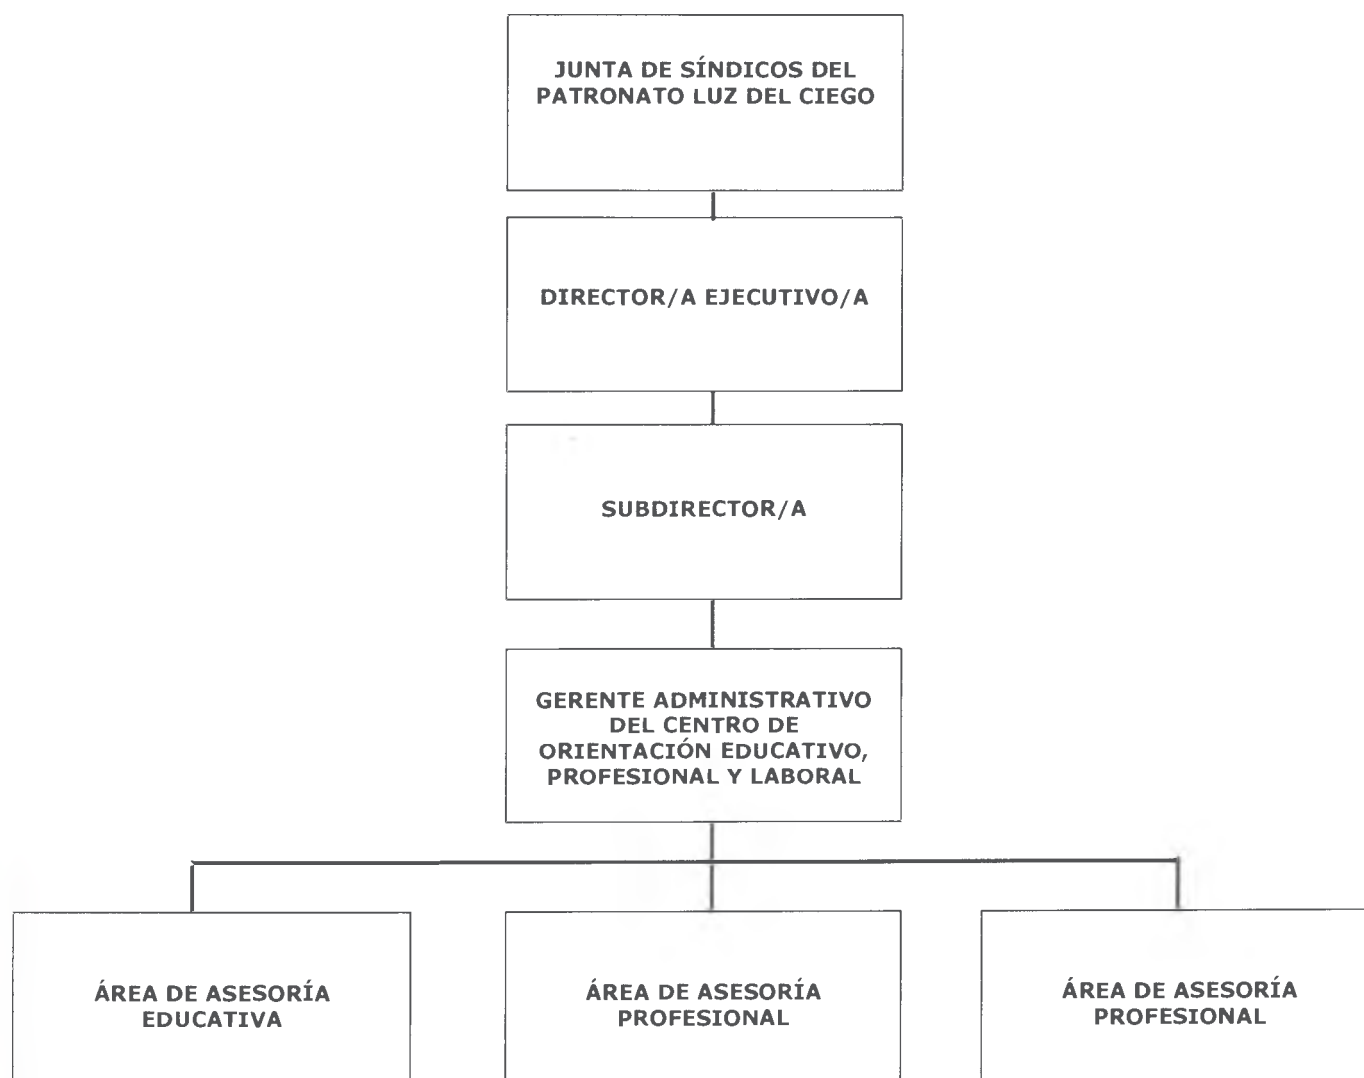 JUNTA DE SÍNDICOS DEL
PATRONATO LUZ DEL CIEGO
DIRECTOR/A EJECUTIVO/A
SUBDIRECTOR/A
GERENTE ADMINISTRATIVO
DEL CENTRO DE
ORIENTACIÓN EDUCATIVO,
PROFESIONAL Y LABORAL
ÁREA DE ASESORÍA
EDUCATIVA
ÁREA DE ASESORÍA
PROFESIONAL
ÁREA DE ASESORÍA
PROFESIONAL